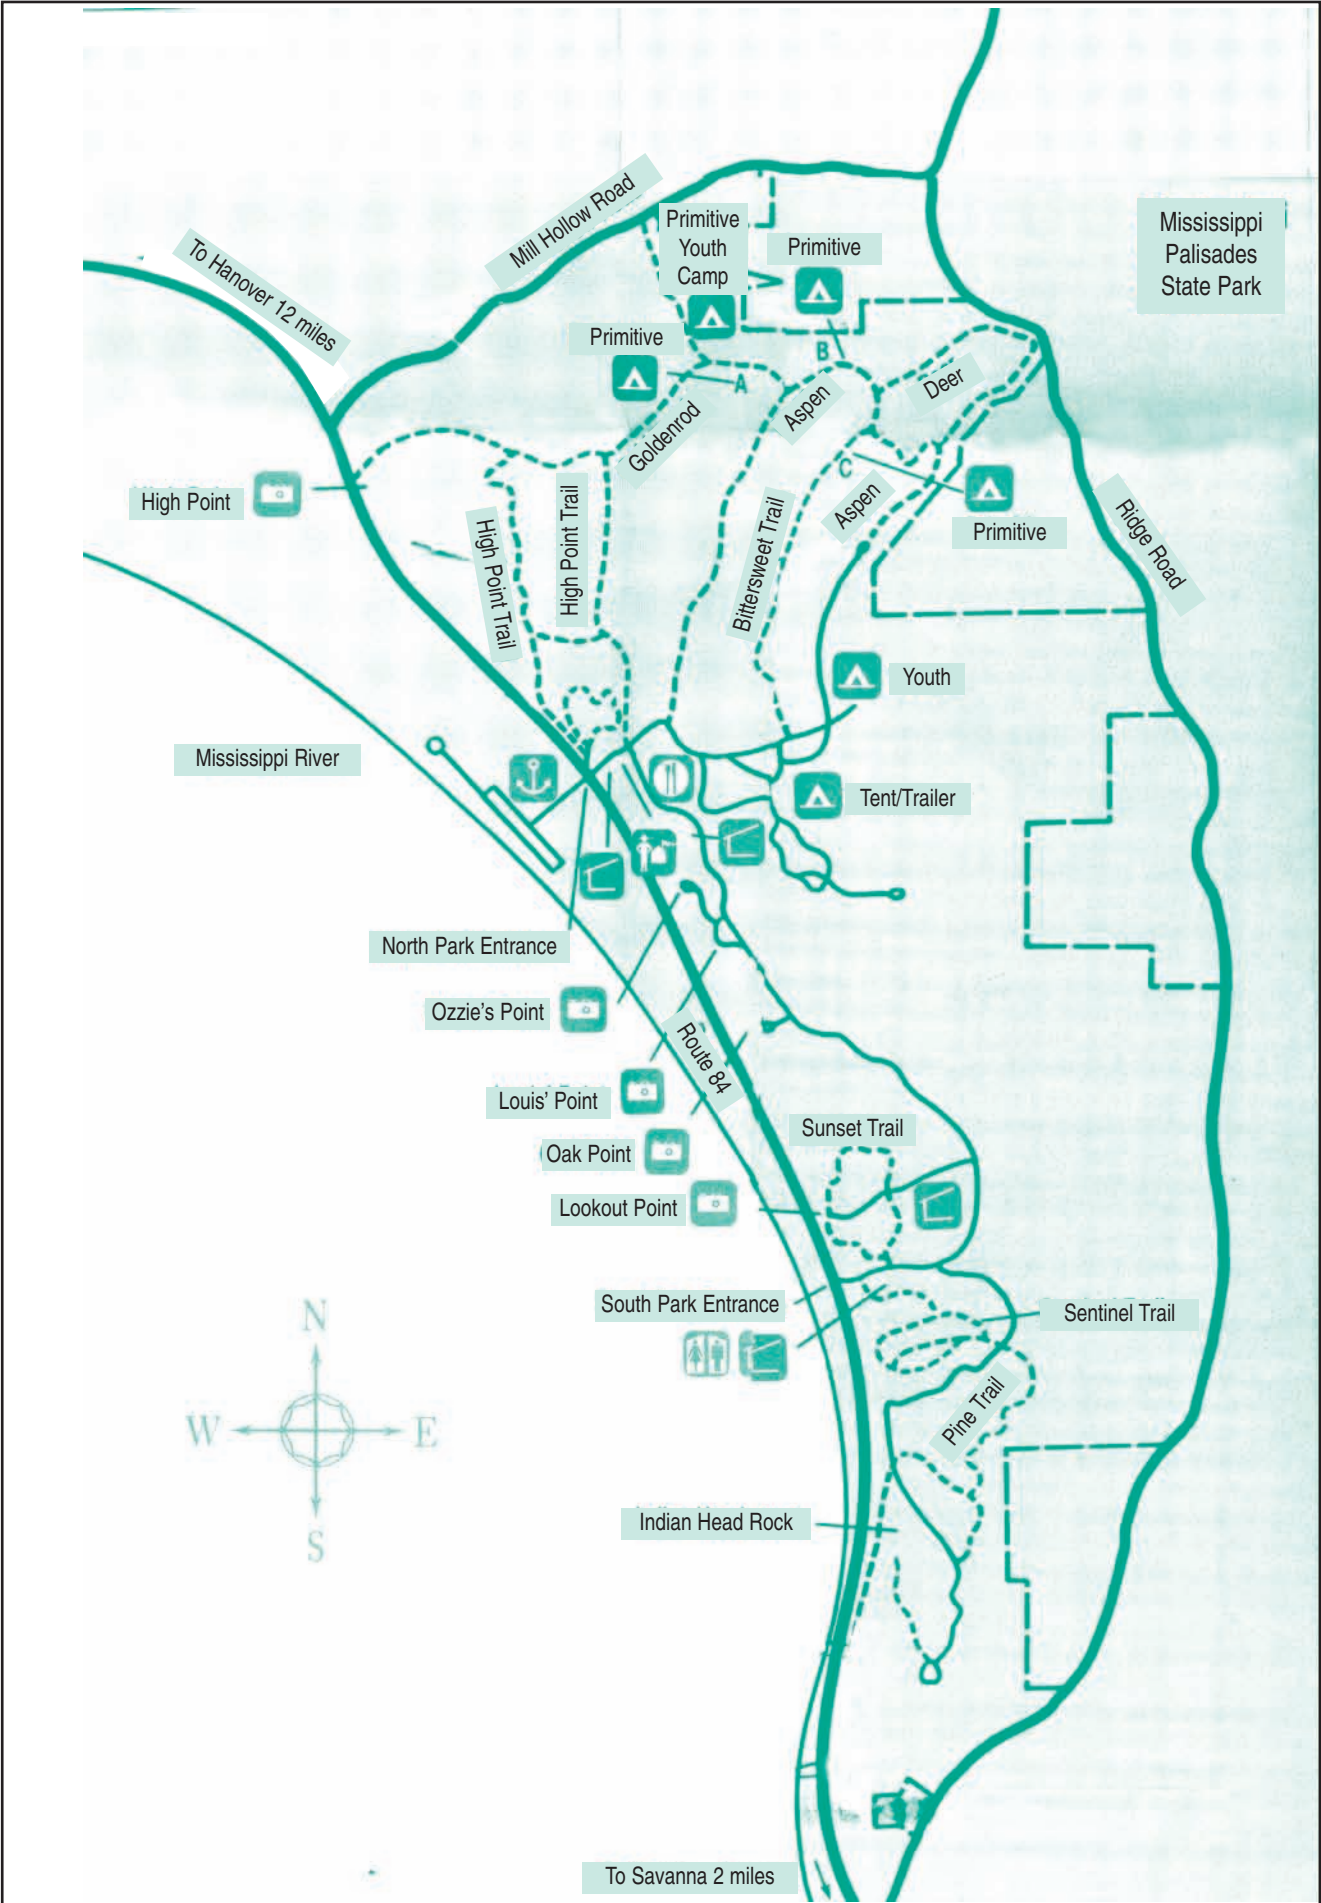 Mississippi
Palisades
State Park
Mill Hollow Road
To Hanover 12 miles
Primitive
Youth
Camp
Primitive
Primitive
B
A
Deer
Aspen
Goldenrod
C
High Point
High Point Trail
High Point Trail
Bittersweet Trail
Aspen
Primitive
Ridge Road
Youth
Mississippi River
Tent/Trailer
North Park Entrance
Ozzie's Point
Route 84
Louis' Point
Sunset Trail
Oak Point
Lookout Point
South Park Entrance
Sentinel Trail
N
W
E
S
Pine Trail
Indian Head Rock
To Savanna 2 miles